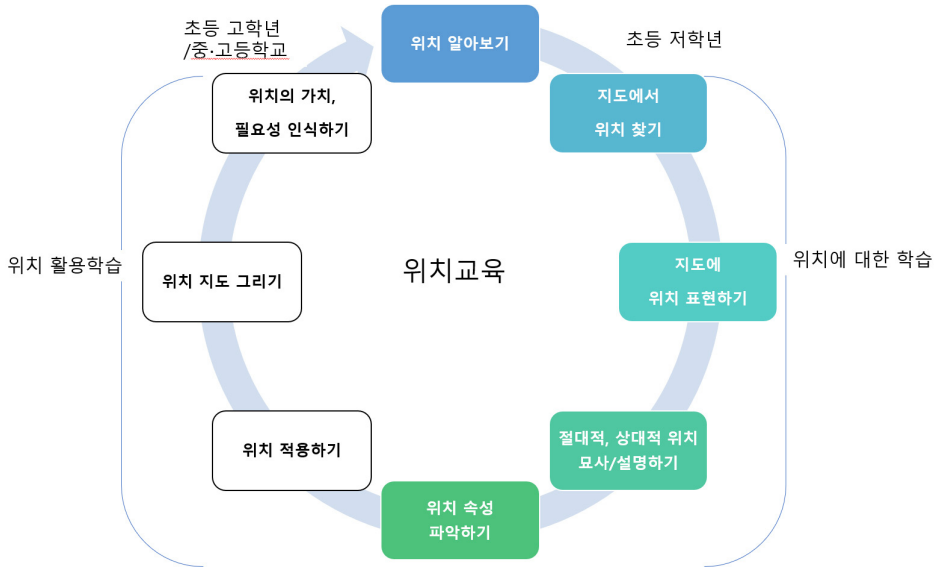 초등 고학년
/중·고등학교
위치 알아보기
초등 저학년
위치의 가치,
필요성 인식하기
지도에서
위치 찾기
위치 활용학습
위치 지도 그리기
위치교육
지도에
위치 표현하기
위치에 대한 학습
위치 적용하기
절대적, 상대적 위치
묘사/설명하기
위치 속성
파악하기